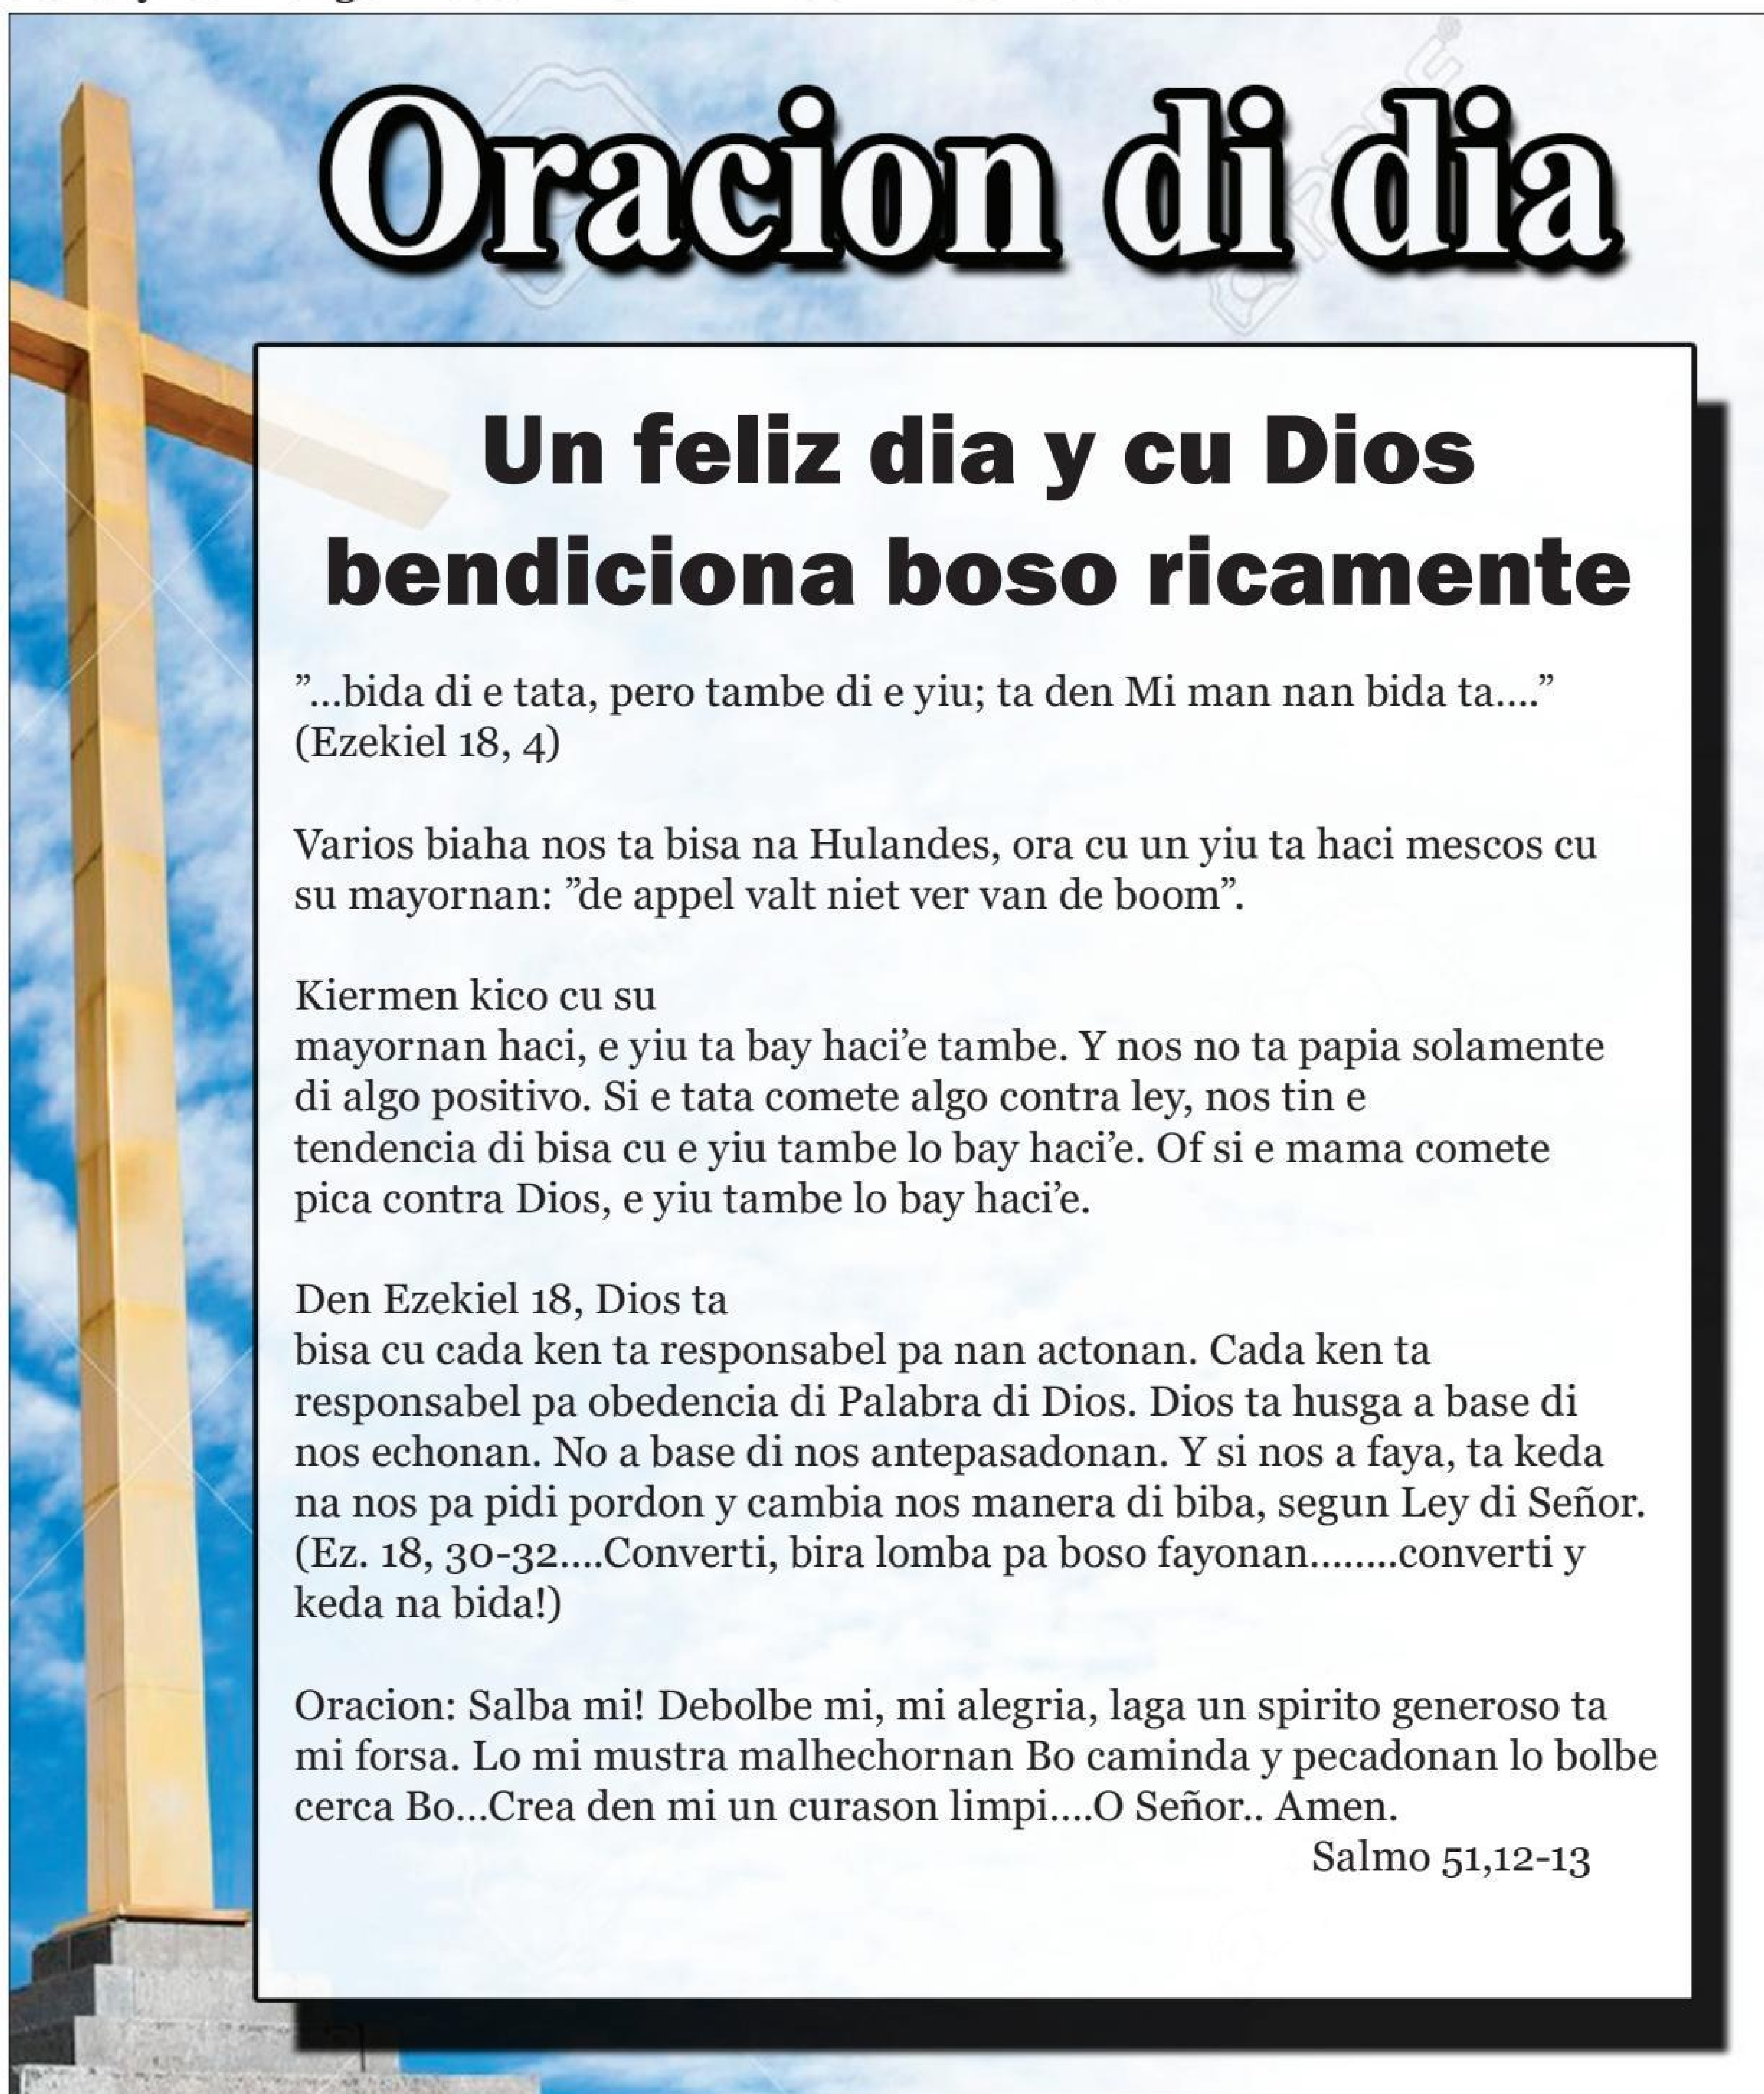 Oracion di dia
Un feliz dia y cu Dios
bendiciona boso ricamente
”...bida di e tata, pero tambe di e yiu; ta den Mi man nan bida ta....”
(Ezekiel 18, 4)
Varios biaha nos ta bisa na Hulandes, ora cu un yiu ta haci mescos cu
su mayornan: ”de appel valt niet ver van de boom”.
Kiermen kico cu su
mayornan haci, e yiu ta bay haci’e tambe. Y nos no ta papia solamente
di algo positivo. Si e tata comete algo contra ley, nos tin e
tendencia di bisa cu e yiu tambe lo bay haci’e. Of si e mama comete
pica contra Dios, e yiu tambe lo bay haci’e.
Den Ezekiel 18, Dios ta
bisa cu cada ken ta responsabel pa nan actonan. Cada ken ta
responsabel pa obedencia di Palabra di Dios. Dios ta husga a base di
nos echonan. No a base di nos antepasadonan. Y si nos a faya, ta keda
na nos pa pidi pordon y cambia nos manera di biba, segun Ley di Señor.
(Ez. 18, 30-32....Converti, bira lomba pa boso fayonan........converti y
keda na bida!)
Oracion: Salba mi! Debolbe mi, mi alegria, laga un spirito generoso ta
mi forsa. Lo mi mustra malhechornan Bo caminda y pecadonan lo bolbe
cerca Bo...Crea den mi un curason limpi....O Señor.. Amen.
Salmo 51,12-13